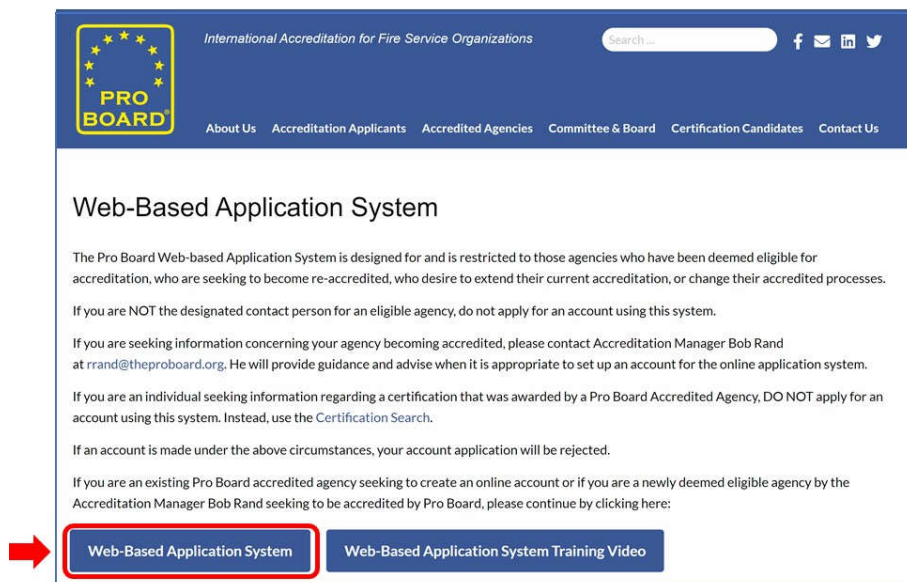 International Accreditation for Fire Service Organizations
Search ...
PRO
BOARD®
About Us Accreditation Applicants Accredited Agencies Committee & Board Certification Candidates Contact Us
Web-Based Application System
The Pro Board Web-based Application System is designed for and is restricted to those agencies who have been deemed eligible for
accreditation, who are seeking to become re-accredited, who desire to extend their current accreditation, or change their accredited processes.
If you are NOT the designated contact person for an eligible agency, do not apply for an account using this system.
If you are seeking information concerning your agency becoming accredited, please contact Accreditation Manager Bob Rand
at rrand@theproboard.org. He will provide guidance and advise when it is appropriate to set up an account for the online application system.
If you are an individual seeking information regarding a certification that was awarded by a Pro Board Accredited Agency, DO NOT apply for an
account using this system. Instead, use the Certification Search.
If an account is made under the above circumstances, your account application will be rejected.
If you are an existing Pro Board accredited agency seeking to create an online account or if you are a newly deemed eligible agency by the
Accreditation Manager Bob Rand seeking to be accredited by Pro Board, please continue by clicking here:
Web-Based Application System Web-Based Application System Training Video